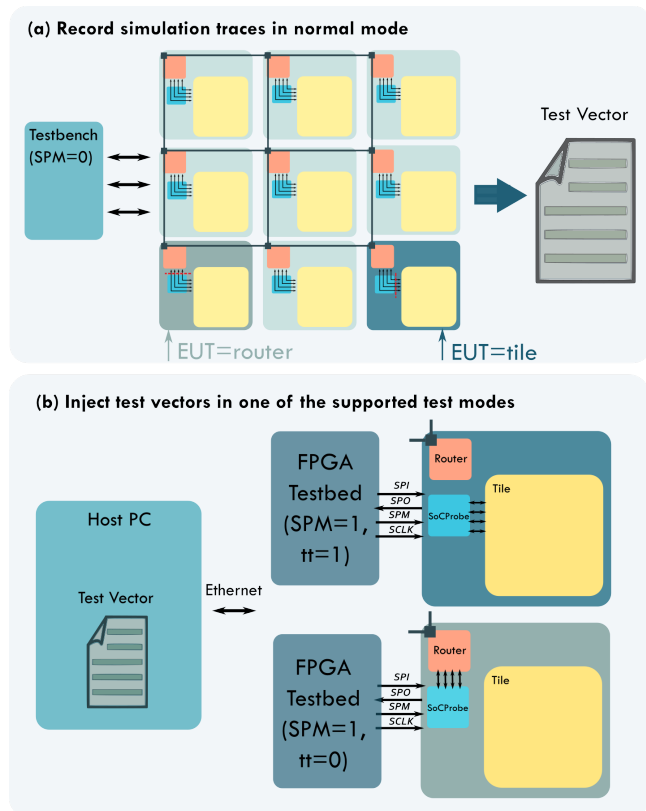 (a) Record simulation traces in normal mode
Testbench
(SPM=0)
Test Vector
EUT=router
EUT=tile
(b) Inject test vectors in one of the supported test modes
Host PC
Test Vector
Ethernet
FPGA
Testbed
(SPM=1,
tt=1)
SPI
SPO
SPM
SCLK
Router
SoCProbe
Tile
FPGA
Testbed
(SPM=1,
tt=0)
SPI
SPO
SPM
SCLK
Router
SoCProbe
Tile